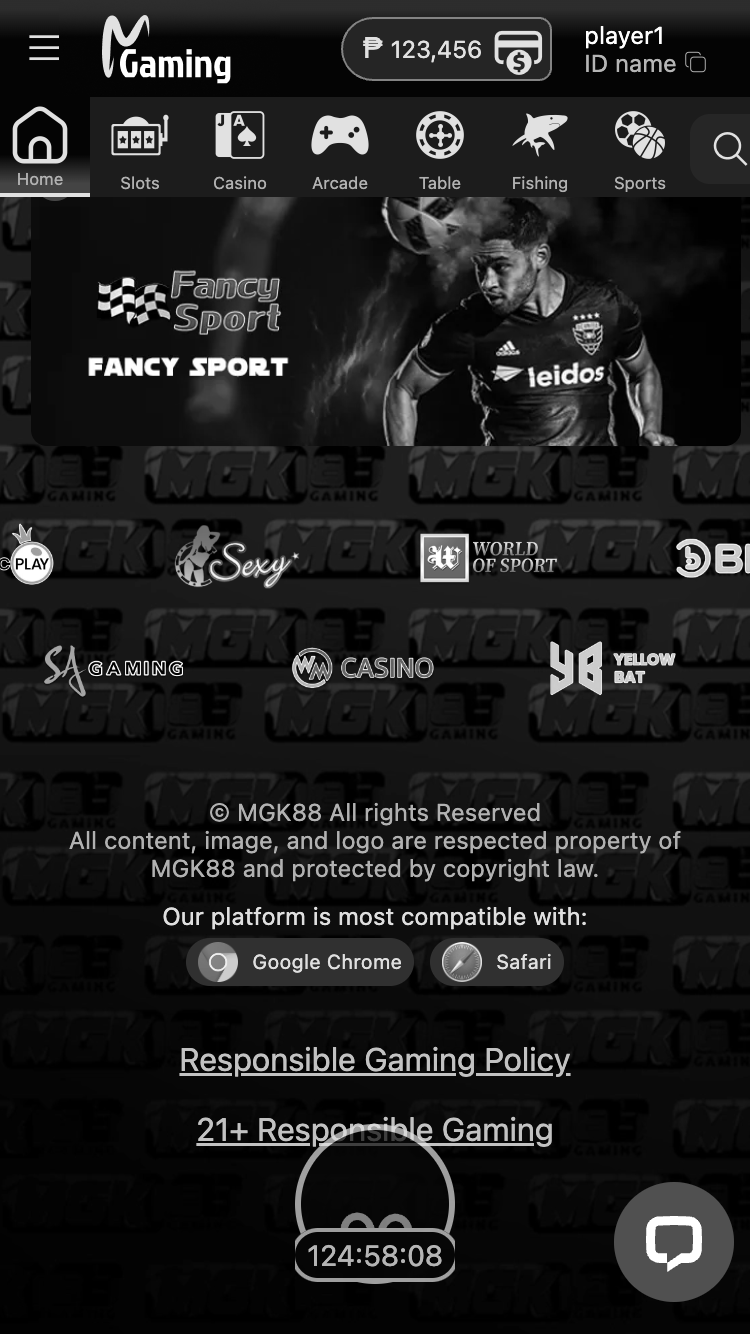 M Gaming
₱ 123,456
player1
ID name
Home
Slots
Casino
Arcade
Table
Fishing
Sports
Fancy
Sport
FANCY SPORT
adidas
leidos
C PLAY
Sexy
WORLD
OF SPORT
SA GAMING
WM CASINO
YB YELLOW
BAT
© MGK88 All rights Reserved
All content, image, and logo are respected property of
MGK88 and protected by copyright law.
Our platform is most compatible with:
Google Chrome
Safari
Responsible Gaming Policy
21+ Responsible Gaming
124:58:08